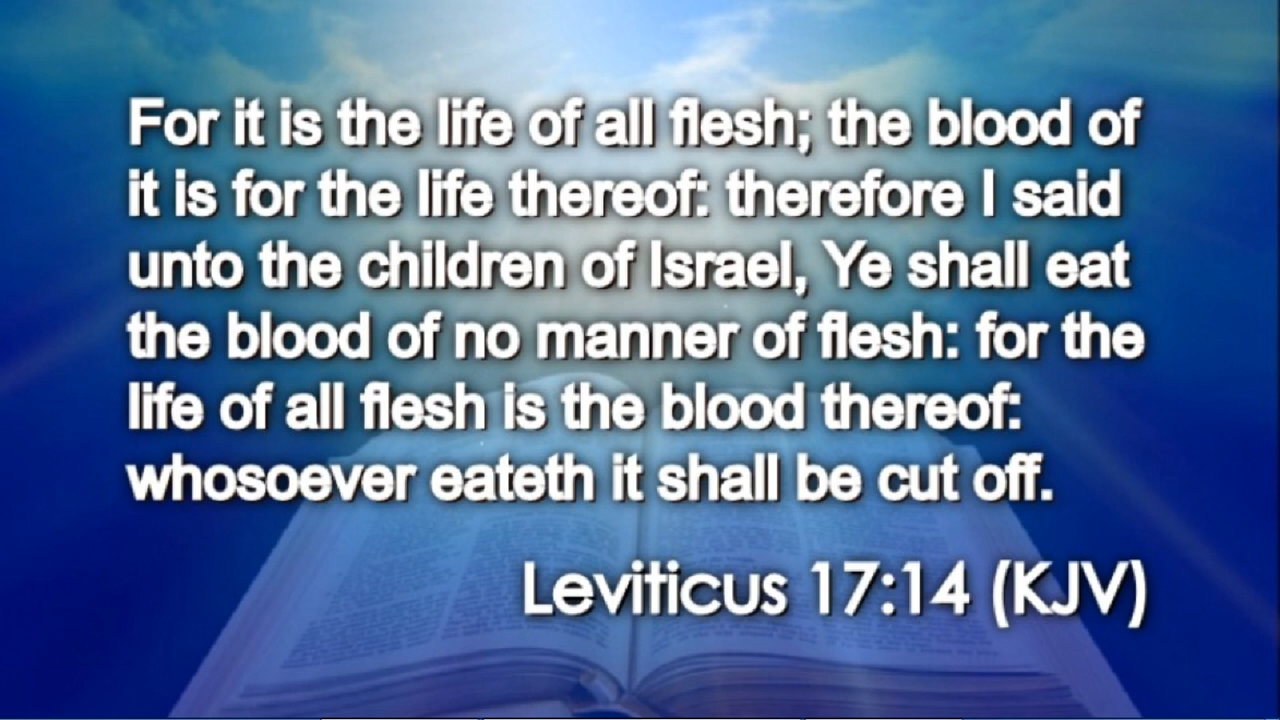 For it is the life of all flesh; the blood of
it is for the life thereof: therefore I said
unto the children of Israel, Ye shall eat
the blood of no manner of flesh: for the
life of all flesh is the blood thereof:
whosoever eateth it shall be cut off.
Leviticus 17:14 (KJV)